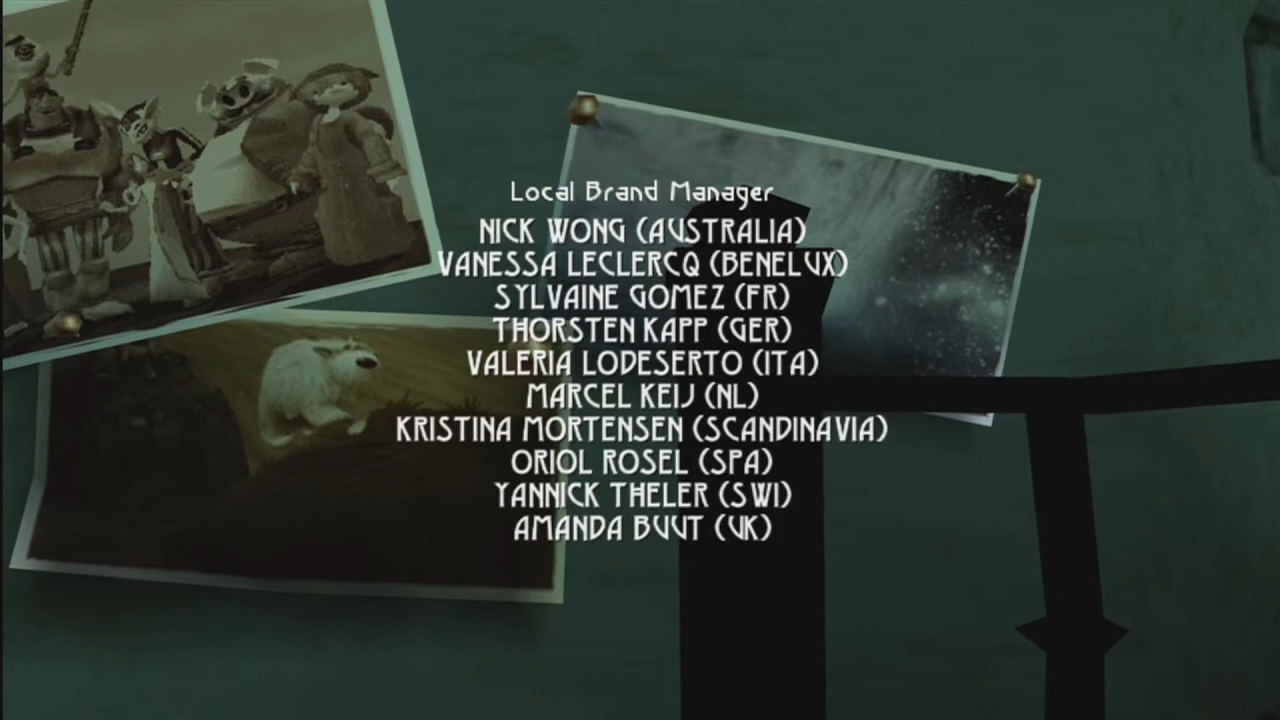 Local Brand Manager
NICK WONG (AUSTRALIA)
VANESSA LECLERCQ (BENELUX)
SYLVAINE GOMEZ (FR)
THORSTEN KAPP (GER)
VALERIA LODESERTO (ITA)
MARCEL KEIJ (NL)
KRISTINA MORTENSEN (SCANDINAVIA)
ORIOL ROSEL (SPA)
YANNICK THELER (SWI)
AMANDA BUUT (UK)